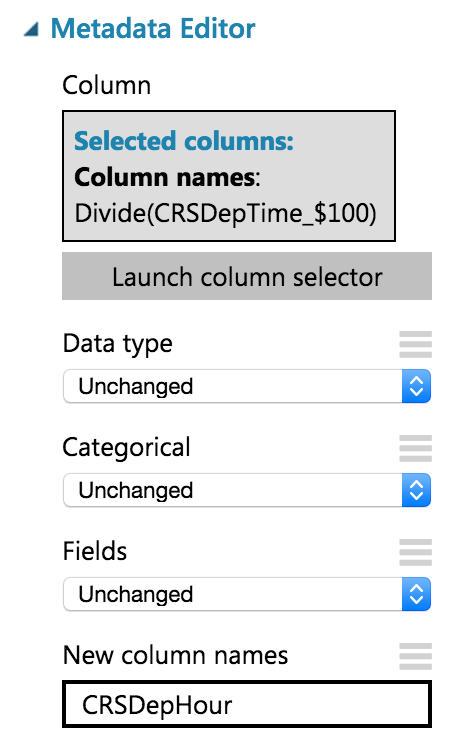 Metadata Editor
Column
Selected columns:
Column names:
Divide(CRSDepTime_$100)
Launch column selector
Data type
Unchanged
Categorical
Unchanged
Fields
Unchanged
New column names
CRSDepHour